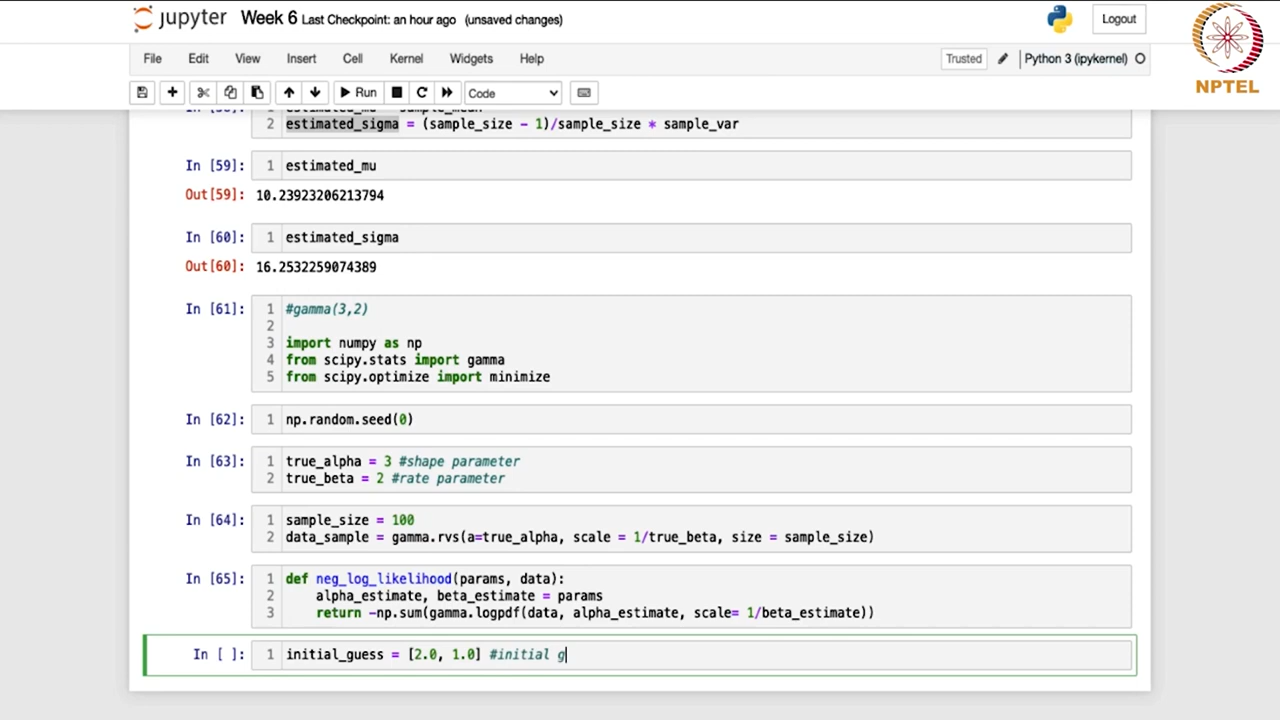 jupyter Week 6 Last Checkpoint: an hour ago (unsaved changes) Logout
NPTEL
File Edit View Insert Cell Kernel Widgets Help Trusted Python 3 (ipykernel)
Run Code
2 estimated_sigma = (sample_size - 1)/sample_size * sample_var
In [59]: 1 estimated_mu
Out[59]: 10.23923206213794
In [60]: 1 estimated_sigma
Out[60]: 16.2532259074389
In [61]: 1 #gamma(3,2)
2
3 import numpy as np
4 from scipy.stats import gamma
5 from scipy.optimize import minimize
In [62]: 1 np.random.seed(0)
In [63]: 1 true_alpha = 3 #shape parameter
2 true_beta = 2 #rate parameter
In [64]: 1 sample_size = 100
2 data_sample = gamma.rvs(a=true_alpha, scale = 1/true_beta, size = sample_size)
In [65]: 1 def neg_log_likelihood(params, data):
2 alpha_estimate, beta_estimate = params
3 return -np.sum(gamma.logpdf(data, alpha_estimate, scale= 1/beta_estimate))
In [ ]: 1 initial_guess = [2.0, 1.0] #initial g